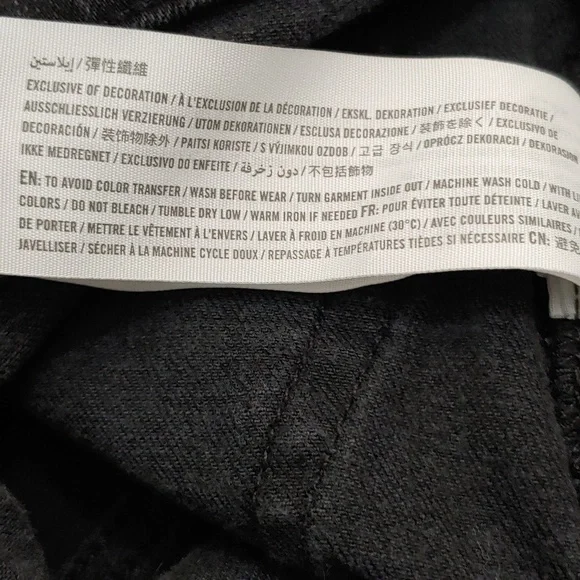 إيلاستين / 彈性纖維
EXCLUSIVE OF DECORATION / À L'EXCLUSION DE LA DÉCORATION / EKSKL. DEKORATION / EXCLUSIEF DECORATIE /
AUSSCHLIESSLICH VERZIERUNG / UTOM DEKORATIONEN / ESCLUSA DECORAZIONE / 装飾を除く / EXCLUSIVO DE
DECORACIÓN / 装饰物除外 / PAITSI KORISTE / S VÝJIMKOU OZDOB / 고급 장식 / OPRÓCZ DEKORACH / DEKORASJON
IKKE MEDREGNET / EXCLUSIVO DO ENFEITE / دون زخرفة / 不包括飾物
EN: TO AVOID COLOR TRANSFER / WASH BEFORE WEAR / TURN GARMENT INSIDE OUT / MACHINE WASH COLD / WITH
COLORS / DO NOT BLEACH / TUMBLE DRY LOW / WARM IRON IF NEEDED FR: POUR ÉVITER TOUTE DÉTEINTE / LAVER
DE PORTER / METTRE LE VÊTEMENT À L'ENVERS / LAVER À FROID EN MACHINE (30°C) / AVEC COULEURS SIMILAIRES /
JAVELLISER / SÉCHER À LA MACHINE CYCLE DOUX / REPASSAGE À TEMPÉRATURES TIÈDES SI NÉCESSAIRE CN: 避免